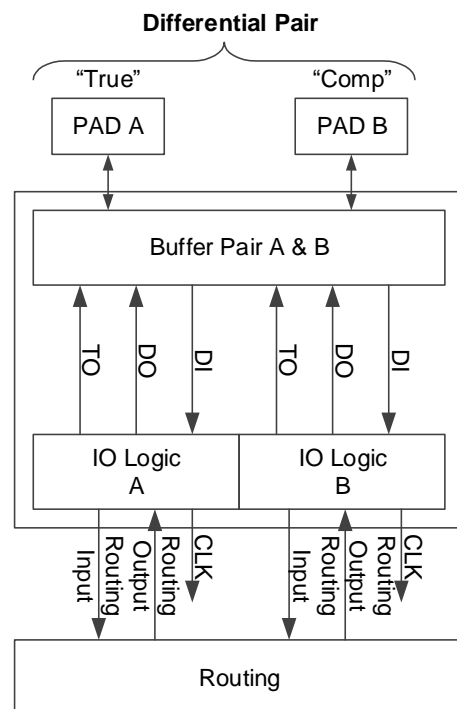 Differential Pair
“True”
“Comp”
PAD A
PAD B
Buffer Pair A & B
TO
DO
DI
TO
DO
DI
IO Logic
A
IO Logic
B
Routing
Input
Routing
Output
CLK
Routing
Input
Routing
Output
CLK
Routing